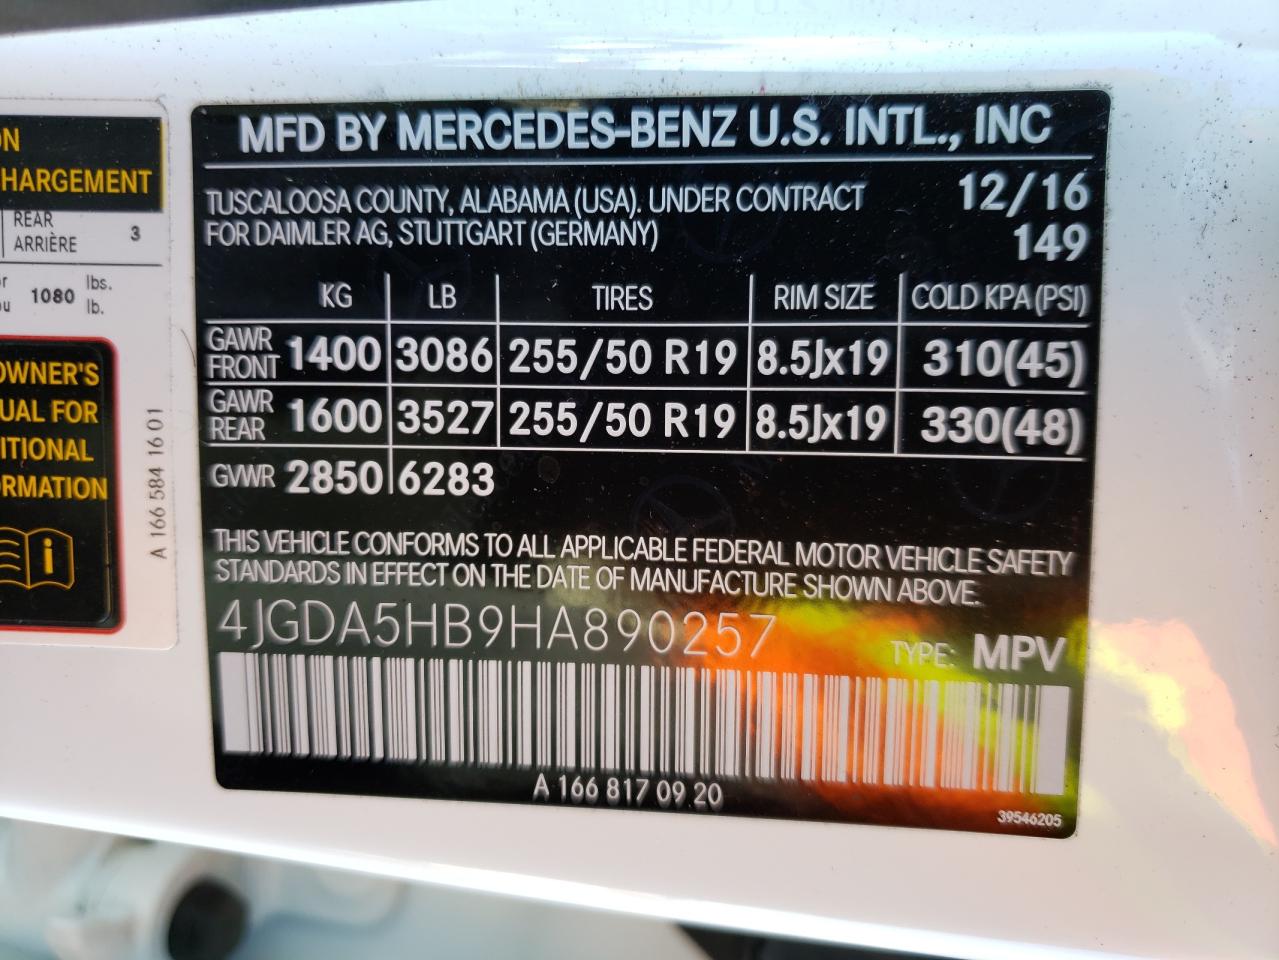 ON
HARGEMENT
REAR
ARRIÈRE 3
1080 lbs.
lb.
OWNER'S
UAL FOR
ITIONAL
RMATION
A 166 584 16 01
MFD BY MERCEDES-BENZ U.S. INTL., INC
TUSCALOOSA COUNTY, ALABAMA (USA). UNDER CONTRACT 12/16
FOR DAIMLER AG, STUTTGART (GERMANY) 149
KG LB TIRES RIM SIZE COLD KPA (PSI)
GAWR FRONT 1400 3086 255/50 R19 8.5Jx19 310(45)
GAWR REAR 1600 3527 255/50 R19 8.5Jx19 330(48)
GVWR 2850 6283
THIS VEHICLE CONFORMS TO ALL APPLICABLE FEDERAL MOTOR VEHICLE SAFETY
STANDARDS IN EFFECT ON THE DATE OF MANUFACTURE SHOWN ABOVE.
4JGDA5HB9HA890257
TYPE: MPV
A 166 817 09 20
39546205